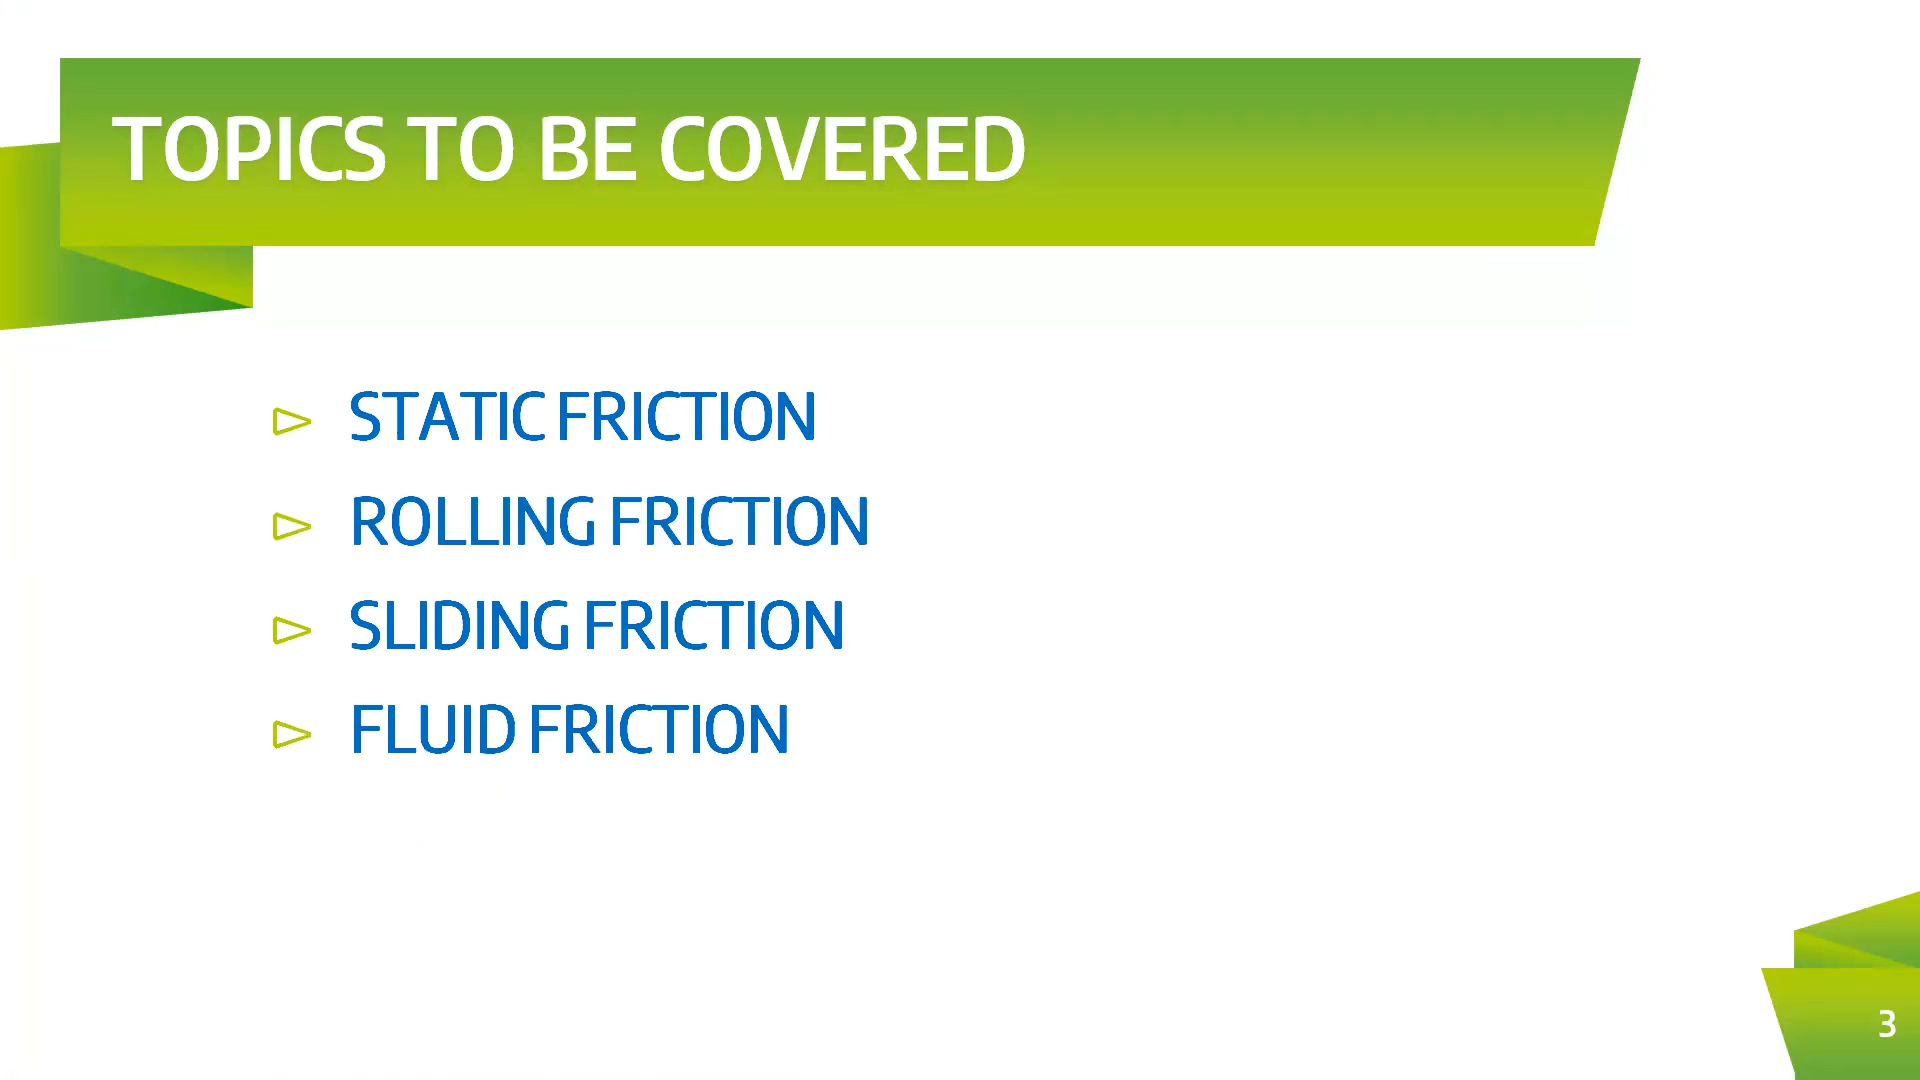 TOPICS TO BE COVERED
STATIC FRICTION
ROLLING FRICTION
SLIDING FRICTION
FLUID FRICTION
3